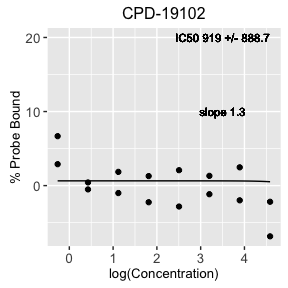 CPD-19102
IC50 919 +/- 888.7
slope 1.3
% Probe Bound
20
10
0
0 1 2 3 4
log(Concentration)